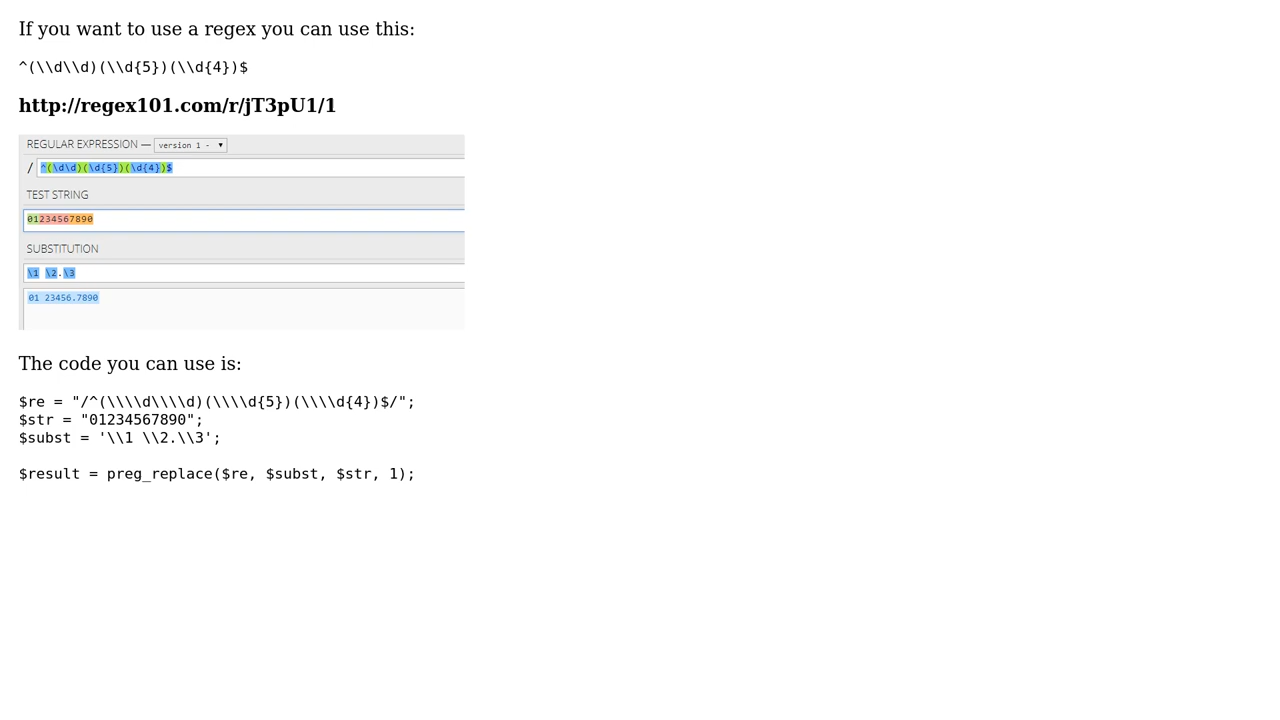 If you want to use a regex you can use this:
^(\\d\\d)(\\d{5})(\\d{4})$
http://regex101.com/r/jT3pU1/1
REGULAR EXPRESSION — version 1 - ▼
/ ^(\d\d)(\d{5})(\d{4})$
TEST STRING
01234567890
SUBSTITUTION
\1 \2.\3
01 23456.7890
The code you can use is:
$re = "/^(\\\\d\\\\d)(\\\\d{5})(\\\\d{4})$/";
$str = "01234567890";
$subst = '\\1 \\2.\\3';
$result = preg_replace($re, $subst, $str, 1);